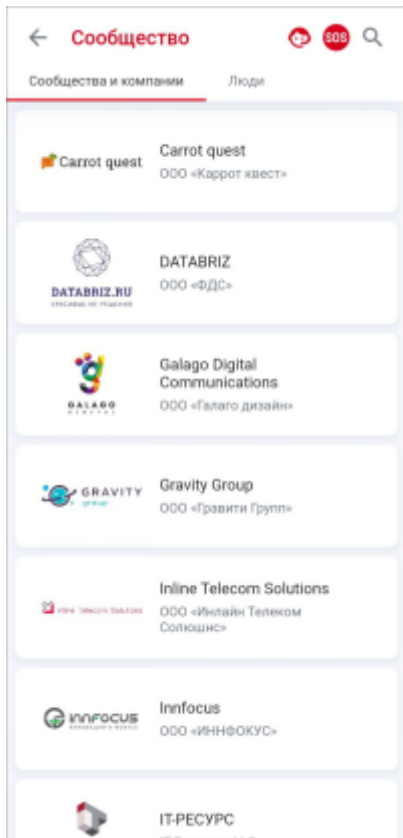 Сообщество
SOS
Сообщества и компании
Люди
Carrot quest
Carrot quest
ООО «Каррот квест»
DATABRIZ.RU
DATABRIZ
ООО «ФДС»
GALAGO
DIGITAL
Galago Digital
Communications
ООО «Галаго дизайн»
GRAVITY
group
Gravity Group
ООО «Гравити Групп»
Inline Telecom Solutions
Inline Telecom Solutions
ООО «Инлайн Телеком
Солюшнс»
INNFOCUS
Innfocus
ООО «ИННФОКУС»
IT-РЕСУРС